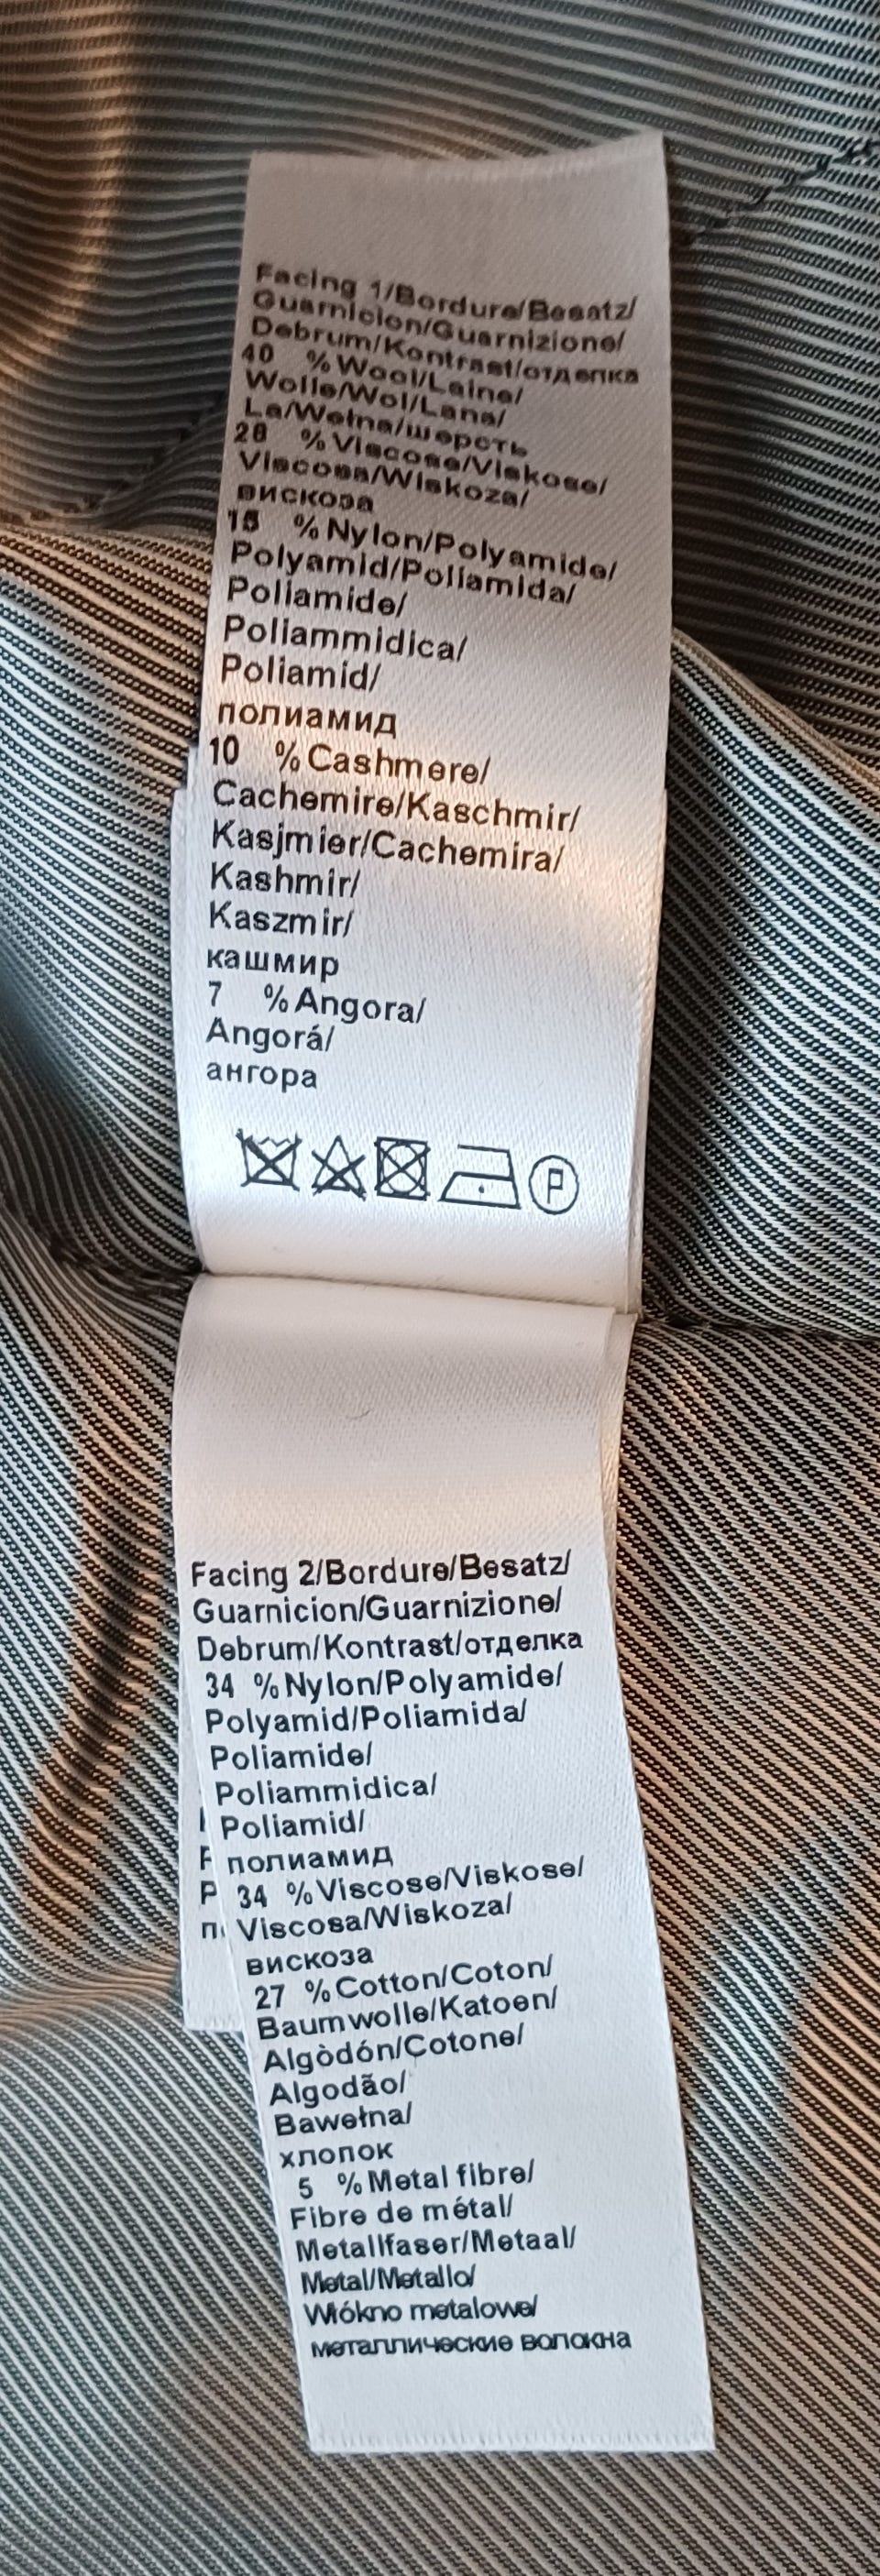 Facing 1/Bordure/Besatz/
Guarnicion/Guarnizione/
Debrum/Kontrast/отделка
40 % Wool/Laine/
Wolle/Wol/Lana/
La/Wełna/шерсть
28 % Viscose/Viskose/
Viscosa/Wiskoza/
вискоза
15 % Nylon/Polyamide/
Polyamid/Poliamida/
Poliamide/
Poliammidica/
Poliamid/
полиамид
10 % Cashmere/
Cachemire/Kaschmir/
Kasjmier/Cachemira/
Kashmir/
Kaszmir/
кашмир
7 % Angora/
Angorá/
ангора
P
Facing 2/Bordure/Besatz/
Guarnicion/Guarnizione/
Debrum/Kontrast/отделка
34 % Nylon/Polyamide/
Polyamid/Poliamida/
Poliamide/
Poliammidica/
Poliamid/
полиамид
34 % Viscose/Viskose/
Viscosa/Wiskoza/
вискоза
27 % Cotton/Coton/
Baumwolle/Katoen/
Algòdón/Cotone/
Algodão/
Bawełna/
хлопок
5 % Metal fibre/
Fibre de métal/
Metallfaser/Metaal/
Metal/Metallo/
Włókno metalowe/
металлические волокна